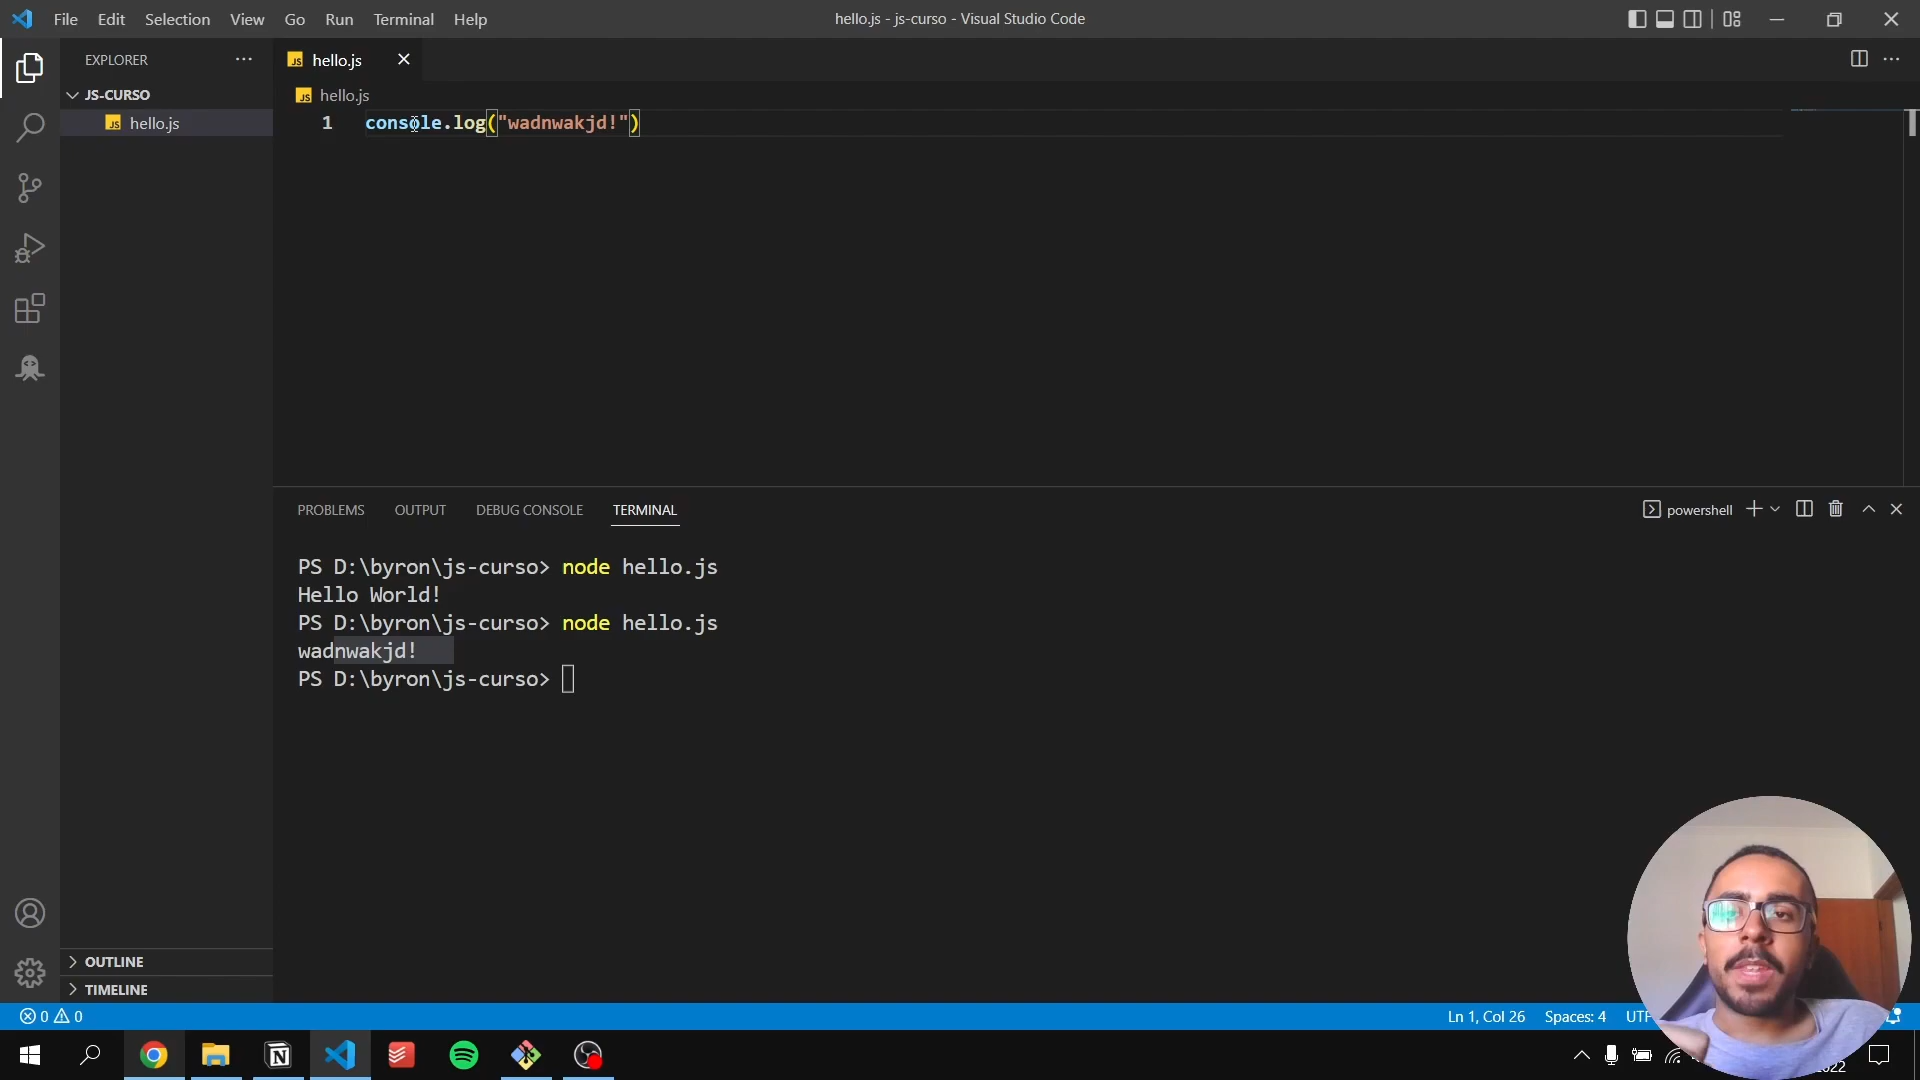 File Edit Selection View Go Run Terminal Help
hello.js - js-curso - Visual Studio Code
EXPLORER
JS hello.js
JS-CURSO
JS hello.js
JS hello.js
1 console.log("wadnwakjd!")
PROBLEMS OUTPUT DEBUG CONSOLE TERMINAL
powershell
PS D:\byron\js-curso> node hello.js
Hello World!
PS D:\byron\js-curso> node hello.js
wadnwakjd!
PS D:\byron\js-curso>
OUTLINE
TIMELINE
0 0
Ln 1, Col 26 Spaces: 4 UTF